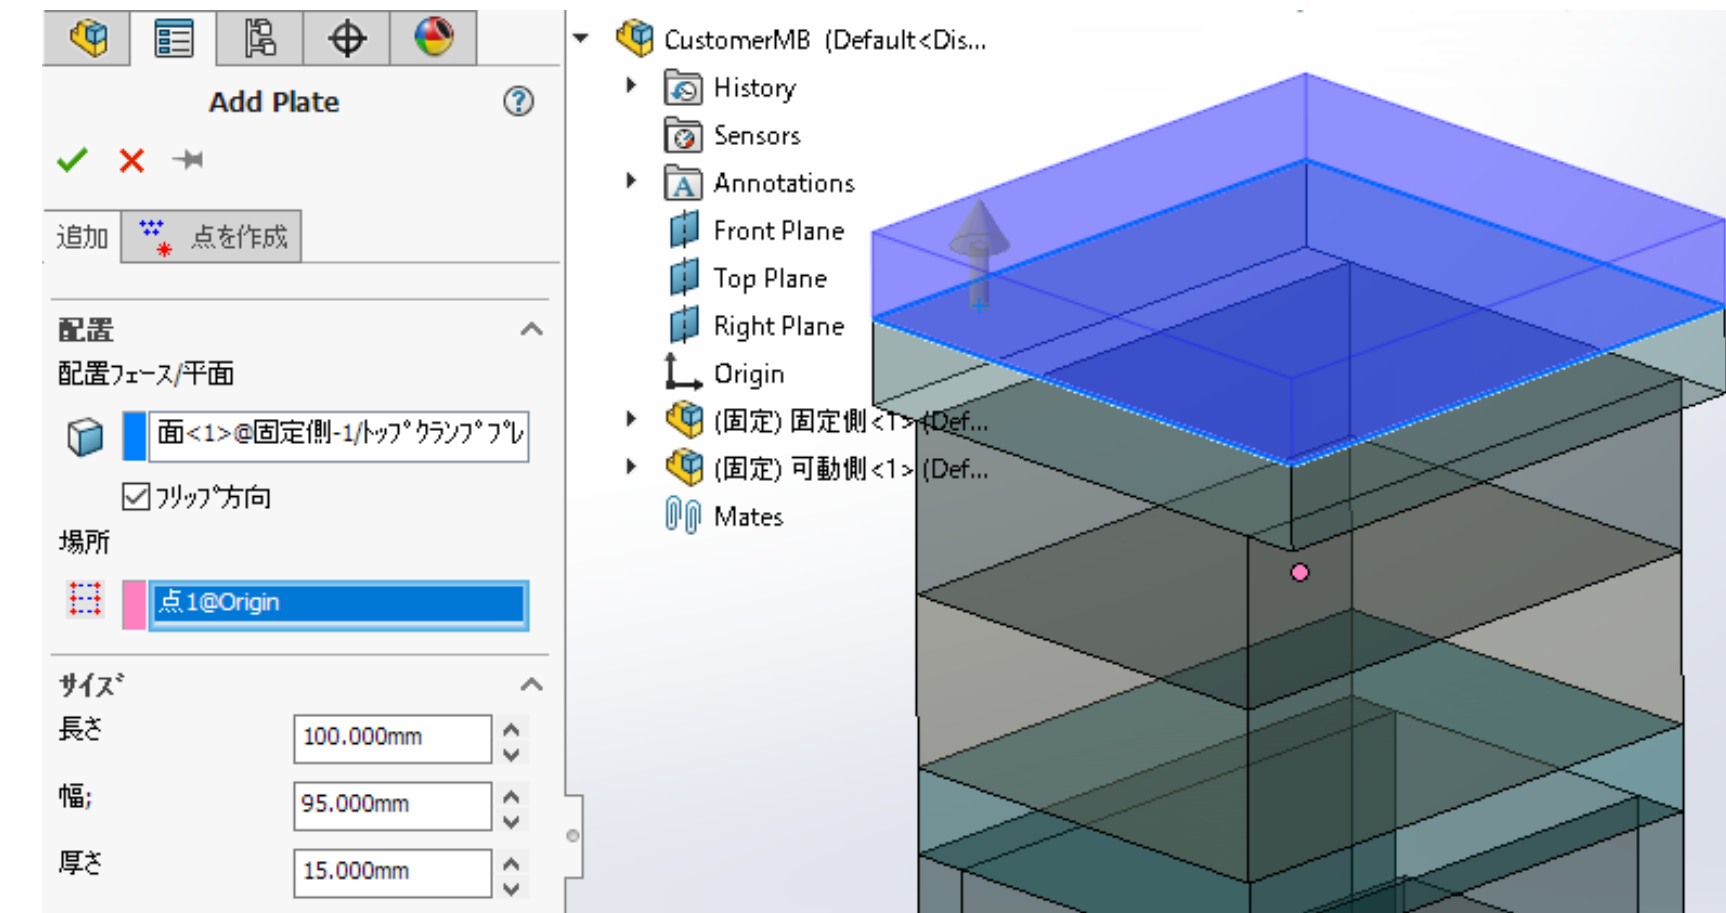 Add Plate
追加
点を作成
配置
配置ﾌｪｰｽ/平面
面<1>@固定側-1/ﾄｯﾌﾟｸﾗﾝﾌﾟﾌﾟﾚ
ﾌﾘｯﾌﾟ方向
場所
点1@Origin
ｻｲｽﾞ
長さ
100.000mm
幅;
95.000mm
厚さ
15.000mm
CustomerMB (Default<Dis...
History
Sensors
A Annotations
Front Plane
Top Plane
Right Plane
Origin
(固定) 固定側<1> (Def...
(固定) 可動側<1> (Def...
Mates